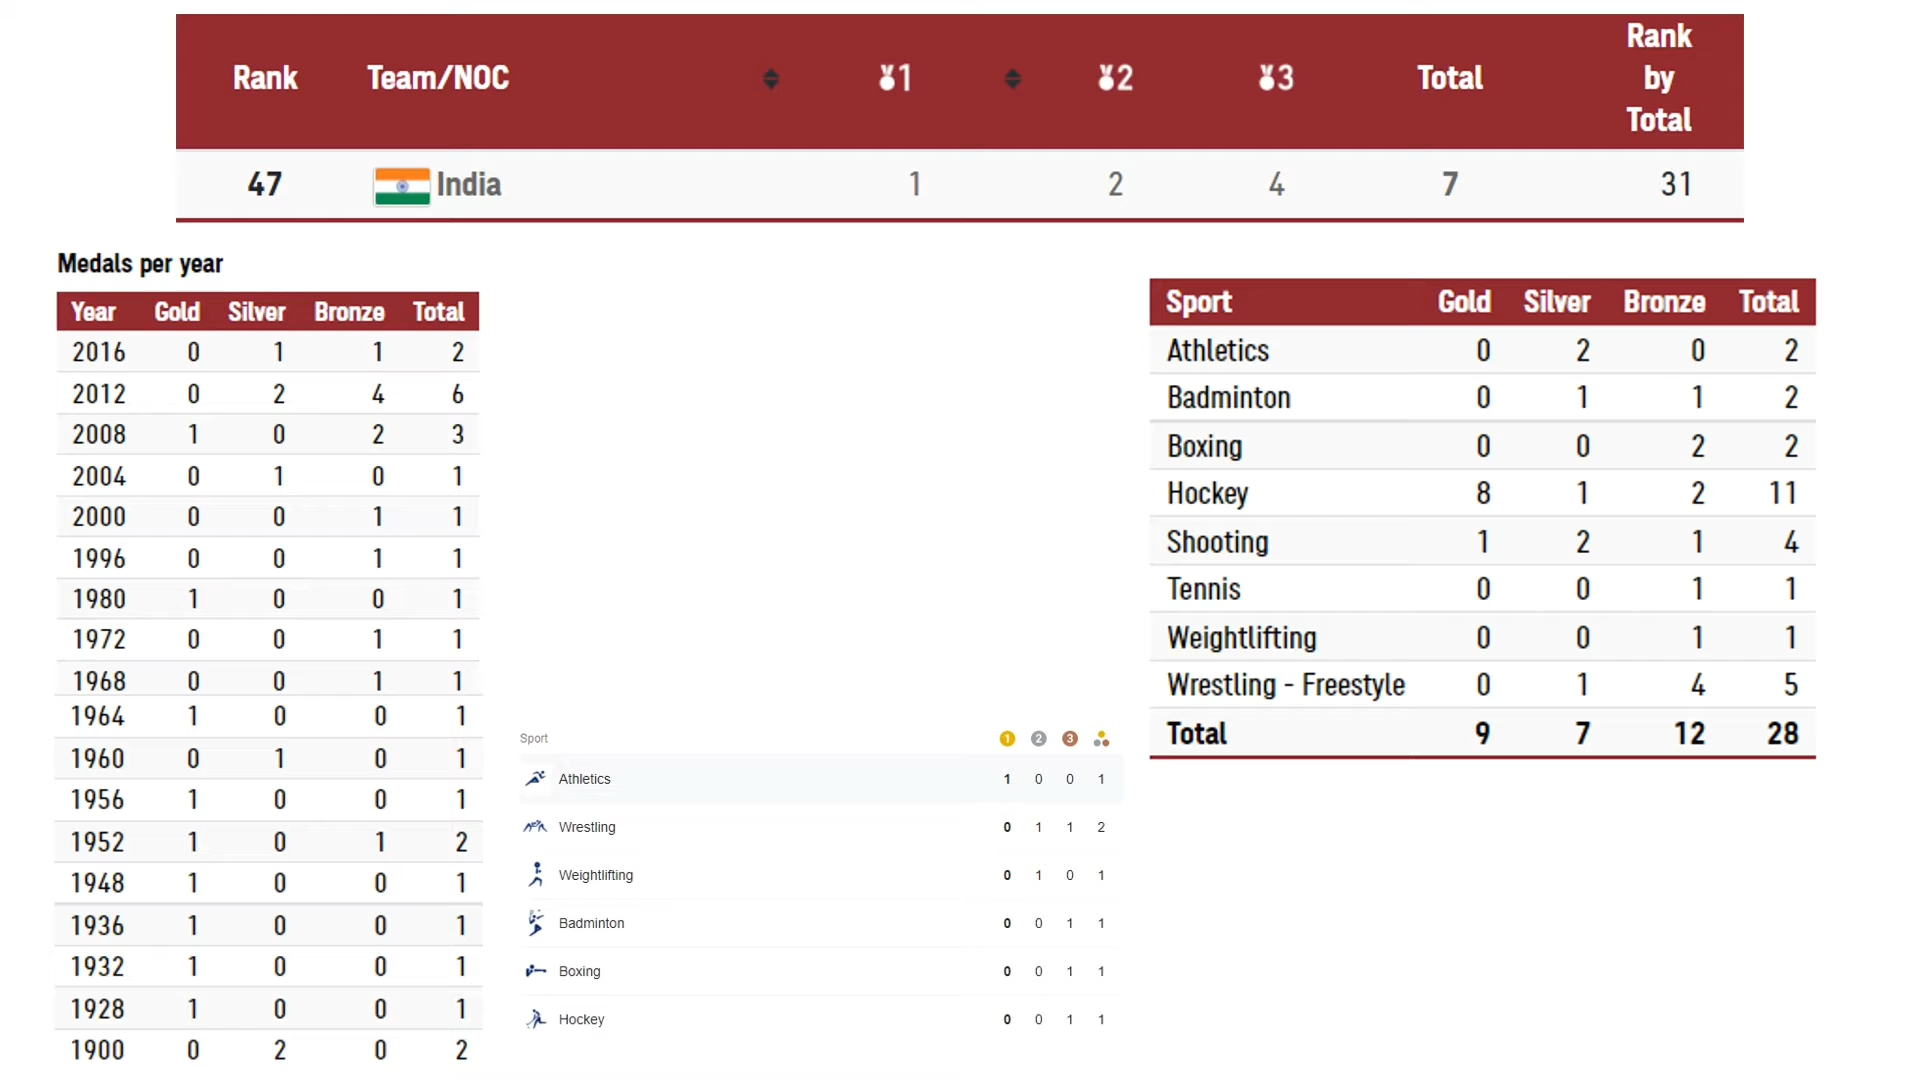 Rank Team/NOC 1 2 3 Total Rank by Total
47 India 1 2 4 7 31
Medals per year
Year Gold Silver Bronze Total
2016 0 1 1 2
2012 0 2 4 6
2008 1 0 2 3
2004 0 1 0 1
2000 0 0 1 1
1996 0 0 1 1
1980 1 0 0 1
1972 0 0 1 1
1968 0 0 1 1
1964 1 0 0 1
1960 0 1 0 1
1956 1 0 0 1
1952 1 0 1 2
1948 1 0 0 1
1936 1 0 0 1
1932 1 0 0 1
1928 1 0 0 1
1900 0 2 0 2
Sport 1 2 3
Athletics 1 0 0 1
Wrestling 0 1 1 2
Weightlifting 0 1 0 1
Badminton 0 0 1 1
Boxing 0 0 1 1
Hockey 0 0 1 1
Sport Gold Silver Bronze Total
Athletics 0 2 0 2
Badminton 0 1 1 2
Boxing 0 0 2 2
Hockey 8 1 2 11
Shooting 1 2 1 4
Tennis 0 0 1 1
Weightlifting 0 0 1 1
Wrestling - Freestyle 0 1 4 5
Total 9 7 12 28